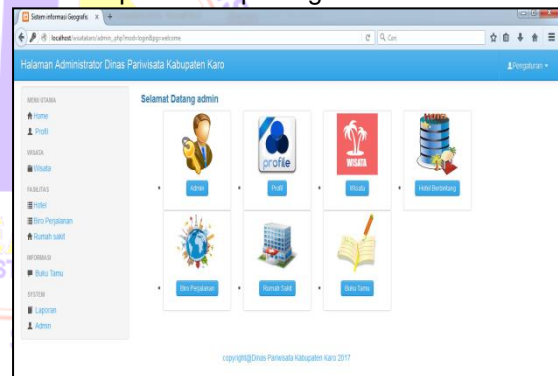 Sistem informasi Geografis x +
localhost/wisatakaro/admin_php?mod=login&pg=welcome
Cari
Halaman Administrator Dinas Pariwisata Kabupaten Karo
Pengaturan
MENU UTAMA
Home
Profil
WISATA
Wisata
FASILITAS
Hotel
Biro Perjalanan
Rumah sakit
INFORMASI
Buku Tamu
SYSTEM
Laporan
Admin
Selamat Datang admin
Admin
profile
Profil
WISATA
Wisata
Hotel Berbintang
Biro Perjalanan
Rumah Sakit
Buku Tamu
copyright@Dinas Pariwisata Kabupaten Karo 2017